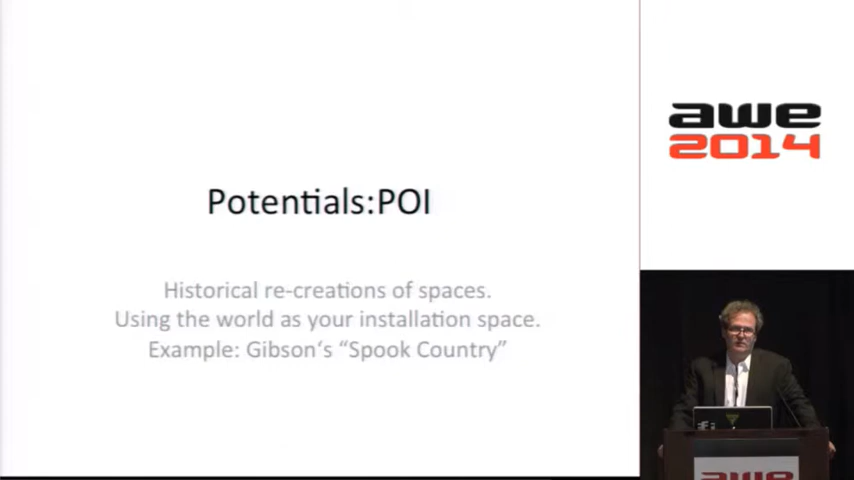 Potentials:POI
Historical re-creations of spaces.
Using the world as your installation space.
Example: Gibson‘s “Spook Country”
awe
2014
awe